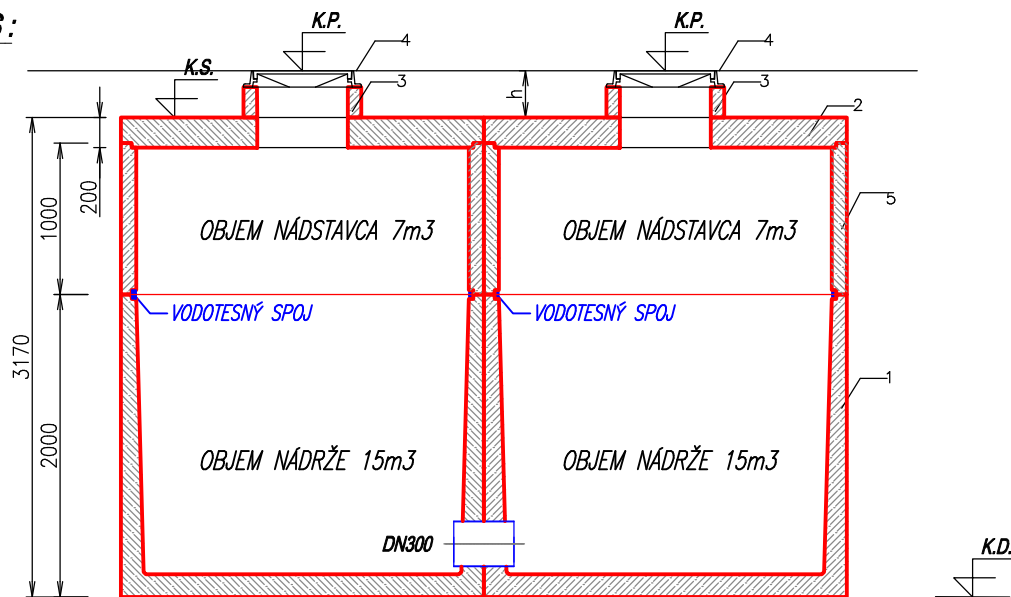 S:
K.P.
K.P.
4
4
K.S.
3
3
h
2
200
1000
5
OBJEM NÁDSTAVCA 7m3
OBJEM NÁDSTAVCA 7m3
VODOTESNÝ SPOJ
VODOTESNÝ SPOJ
3170
1
2000
OBJEM NÁDRŽE 15m3
OBJEM NÁDRŽE 15m3
DN300
K.D.